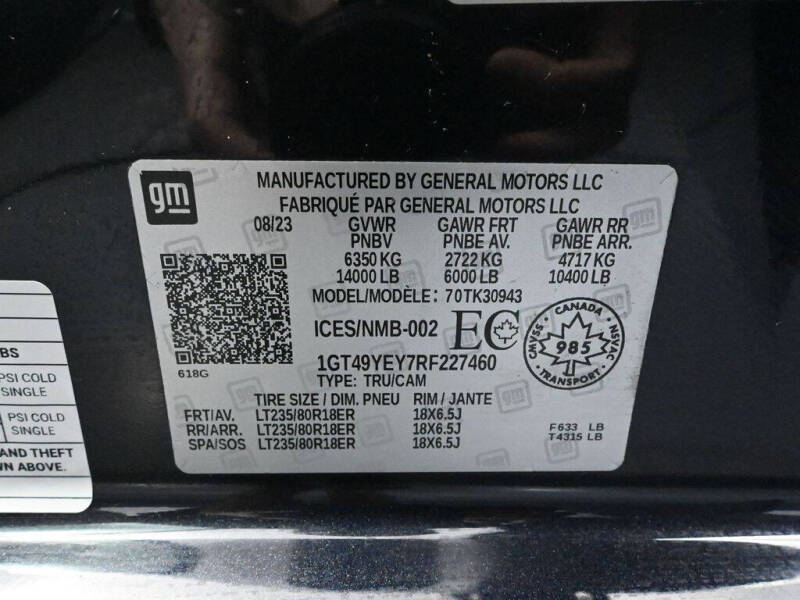 gm
MANUFACTURED BY GENERAL MOTORS LLC
FABRIQUÉ PAR GENERAL MOTORS LLC
08/23 GVWR GAWR FRT GAWR RR
PNBV PNBE AV. PNBE ARR.
6350 KG 2722 KG 4717 KG
14000 LB 6000 LB 10400 LB
MODEL/MODÈLE: 70TK30943
ICES/NMB-002 EC
CMVSS NSVAC
985
TRANSPORT
618G
1GT49YEY7RF227460
TYPE: TRU/CAM
TIRE SIZE / DIM. PNEU RIM / JANTE
FRT/AV. LT235/80R18ER 18X6.5J
RR/ARR. LT235/80R18ER 18X6.5J
SPA/SOS LT235/80R18ER 18X6.5J
F633 LB
T4315 LB
BS
PSI COLD
SINGLE
PSI COLD
SINGLE
AND THEFT
OWN ABOVE.